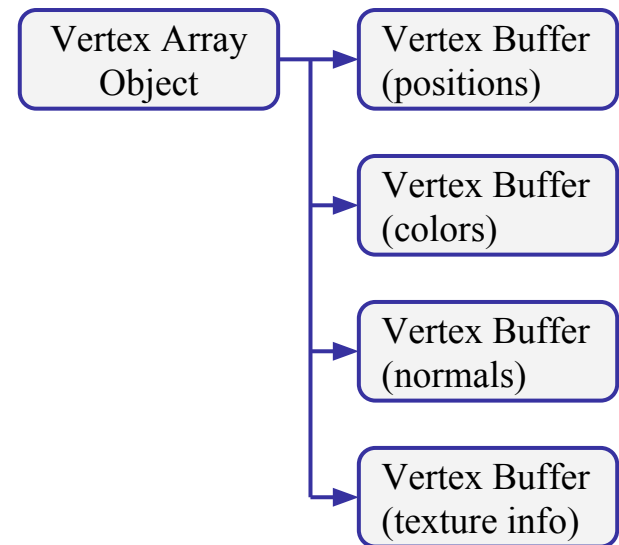 Vertex Array
Object
Vertex Buffer
(positions)
Vertex Buffer
(colors)
Vertex Buffer
(normals)
Vertex Buffer
(texture info)